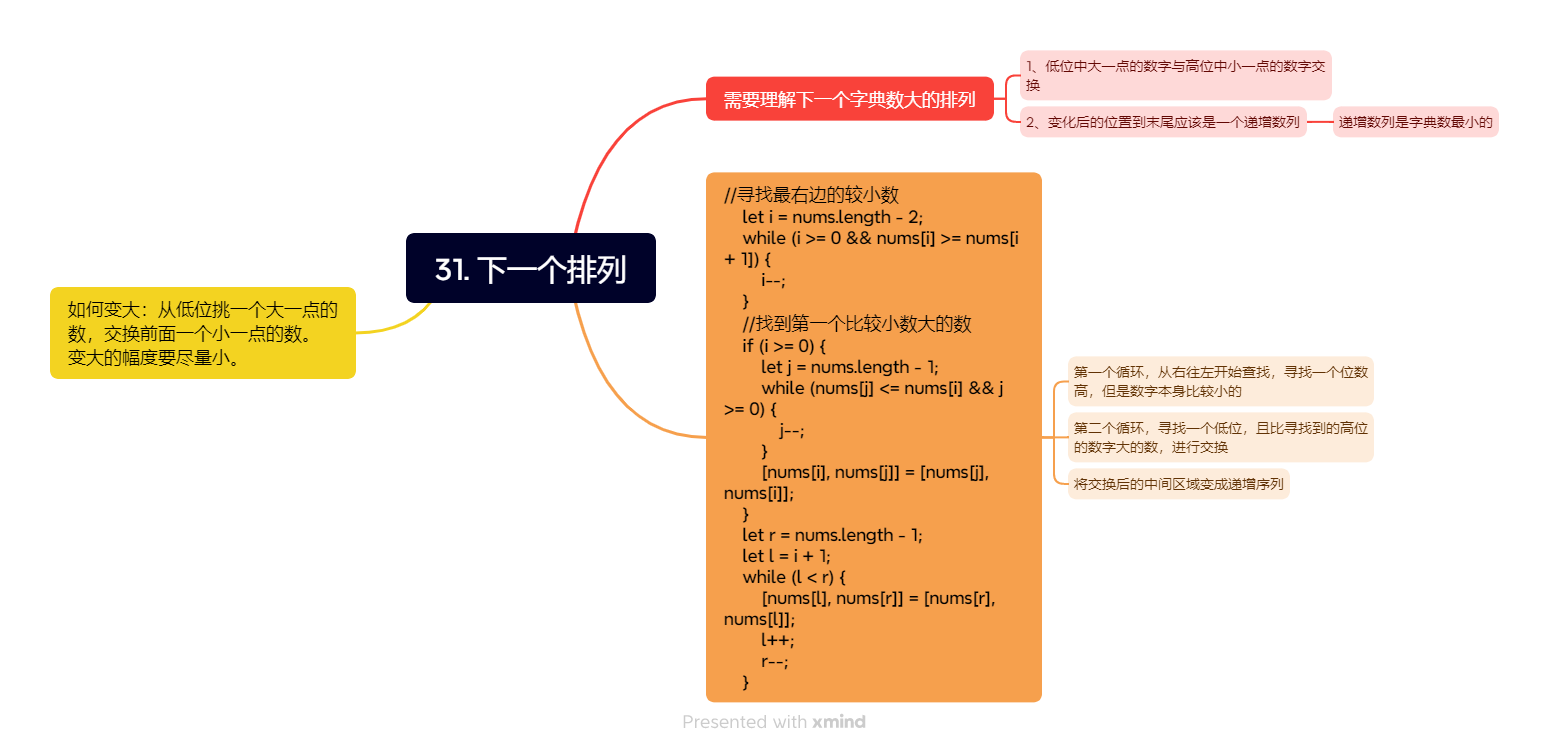 31. 下一个排列
如何变大：从低位挑一个大一点的
数，交换前面一个小一点的数。
变大的幅度要尽量小。
需要理解下一个字典数大的排列
1、低位中大一点的数字与高位中小一点的数字交
换
2、变化后的位置到末尾应该是一个递增数列
递增数列是字典数最小的
//寻找最右边的较小数
let i = nums.length - 2;
while (i >= 0 && nums[i] >= nums[i
+ 1]) {
i--;
}
//找到第一个比较小数大的数
if (i >= 0) {
let j = nums.length - 1;
while (nums[j] <= nums[i] && j
>= 0) {
j--;
}
[nums[i], nums[j]] = [nums[j],
nums[i]];
}
let r = nums.length - 1;
let l = i + 1;
while (l < r) {
[nums[l], nums[r]] = [nums[r],
nums[l]];
l++;
r--;
}
第一个循环，从右往左开始查找，寻找一个位数
高，但是数字本身比较小的
第二个循环，寻找一个低位，且比寻找到的高位
的数字大的数，进行交换
将交换后的中间区域变成递增序列
Presented with xmind